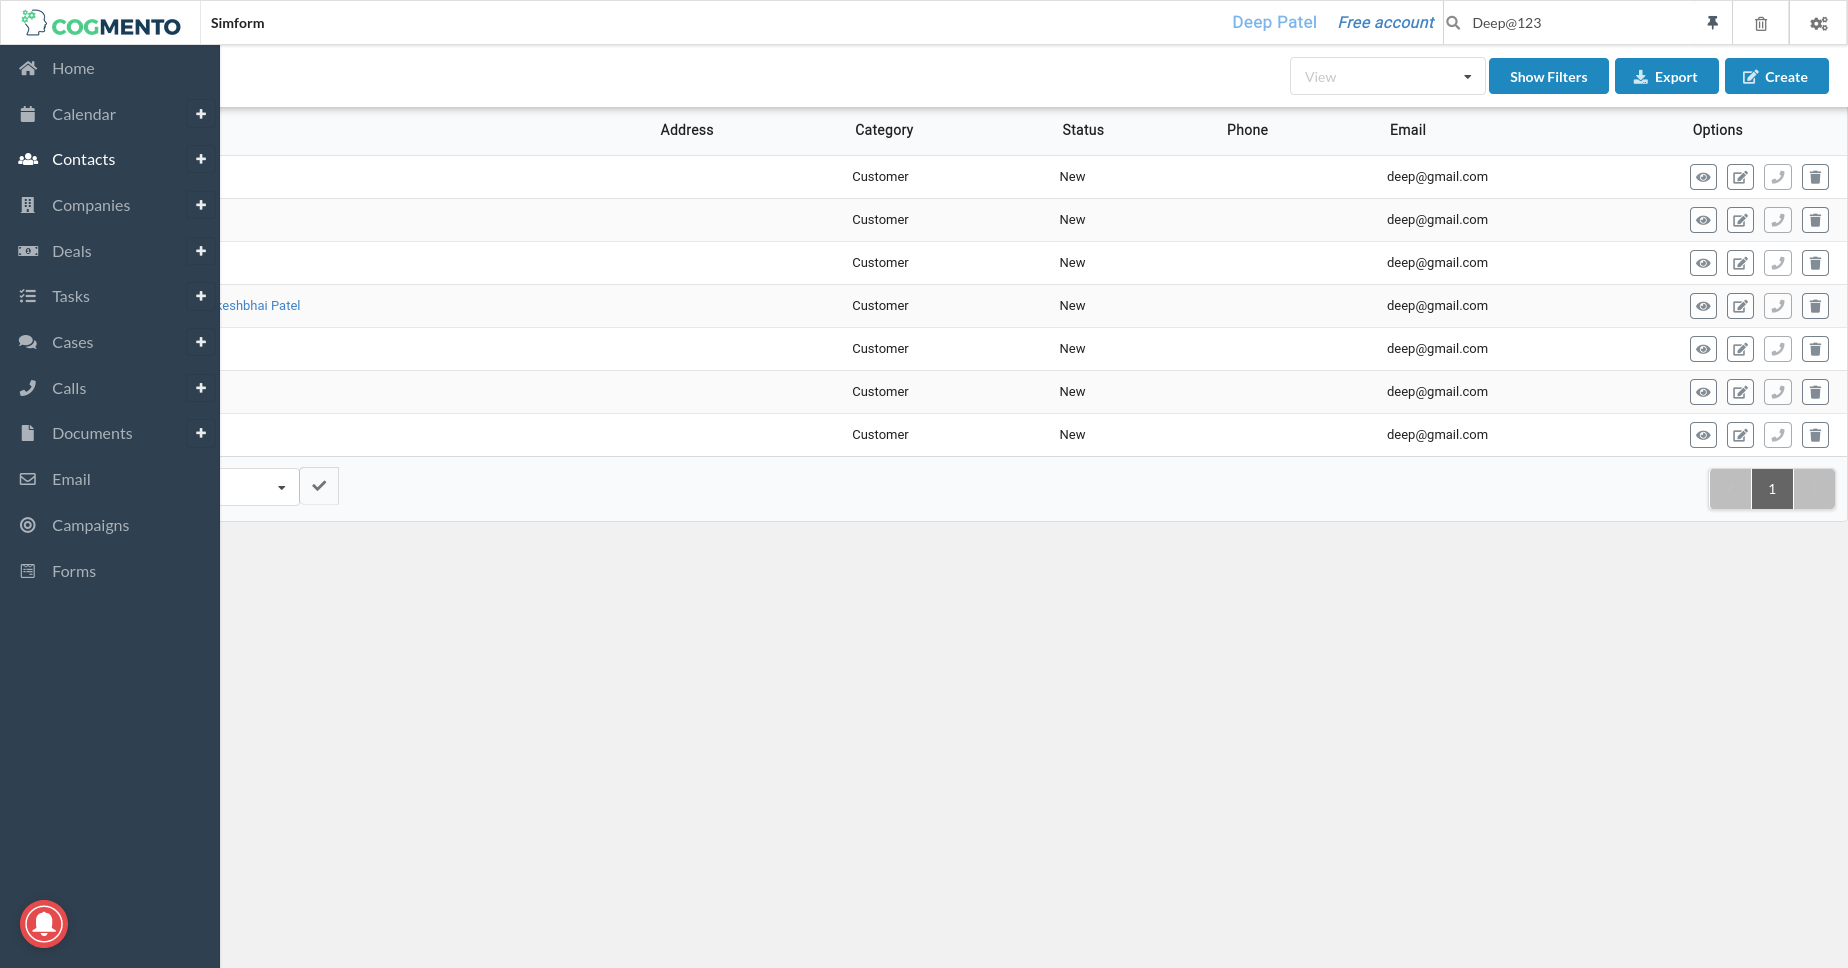 COGMENTO
Simform
Deep Patel
Free account
Deep@123
Home
View
Show Filters
Export
Create
Calendar
Contacts
Companies
Deals
Tasks
Cases
Calls
Documents
Email
Campaigns
Forms
Address Category Status Phone Email Options
Customer New deep@gmail.com
Customer New deep@gmail.com
Customer New deep@gmail.com
keshbhai Patel Customer New deep@gmail.com
Customer New deep@gmail.com
Customer New deep@gmail.com
Customer New deep@gmail.com
1